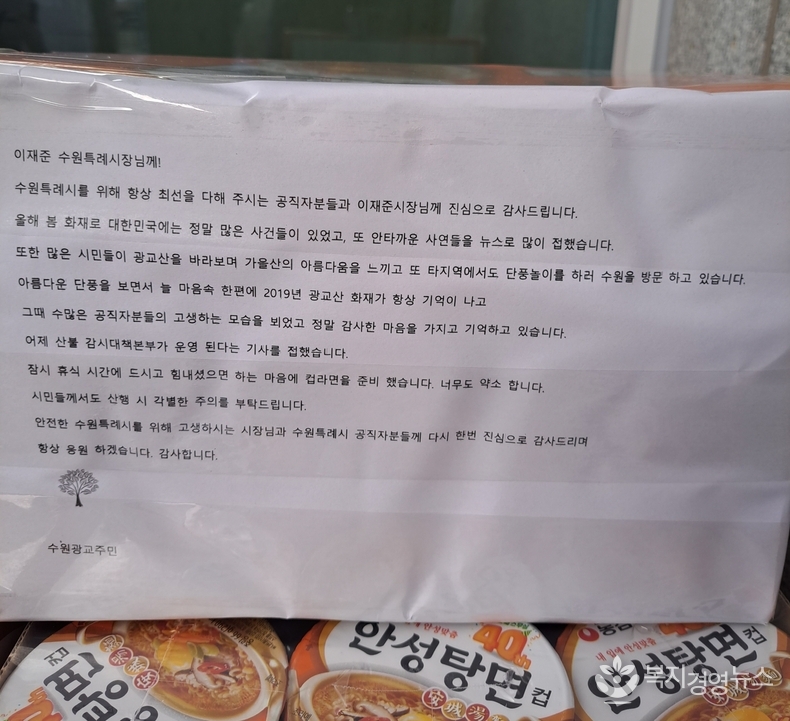 이재준 수원특례시장님께!
수원특례시를 위해 항상 최선을 다해 주시는 공직자분들과 이재준시장님께 진심으로 감사드립니다.
올해 봄 화재로 대한민국에는 정말 많은 사건들이 있었고, 또 안타까운 사연들을 뉴스로 많이 접했습니다.
또한 많은 시민들이 광교산을 바라보며 가을산의 아름다움을 느끼고 또 타지역에서도 단풍놀이를 하러 수원을 방문 하고 있습니다.
아름다운 단풍을 보면서 늘 마음속 한편에 2019년 광교산 화재가 항상 기억이 나고
그때 수많은 공직자분들의 고생하는 모습을 뵈었고 정말 감사한 마음을 가지고 기억하고 있습니다.
어제 산불 감시대책본부가 운영 된다는 기사를 접했습니다.
잠시 휴식 시간에 드시고 힘내셨으면 하는 마음에 컵라면을 준비 했습니다. 너무도 약소 합니다.
시민들께서도 산행 시 각별한 주의를 부탁드립니다.
안전한 수원특례시를 위해 고생하시는 시장님과 수원특례시 공직자분들께 다시 한번 진심으로 감사드리며
항상 응원 하겠습니다. 감사합니다.
수원광교주민
안성탕면 컵
40
내 입에 안성맞춤
농심
안성탕면 컵
복지경영뉴스